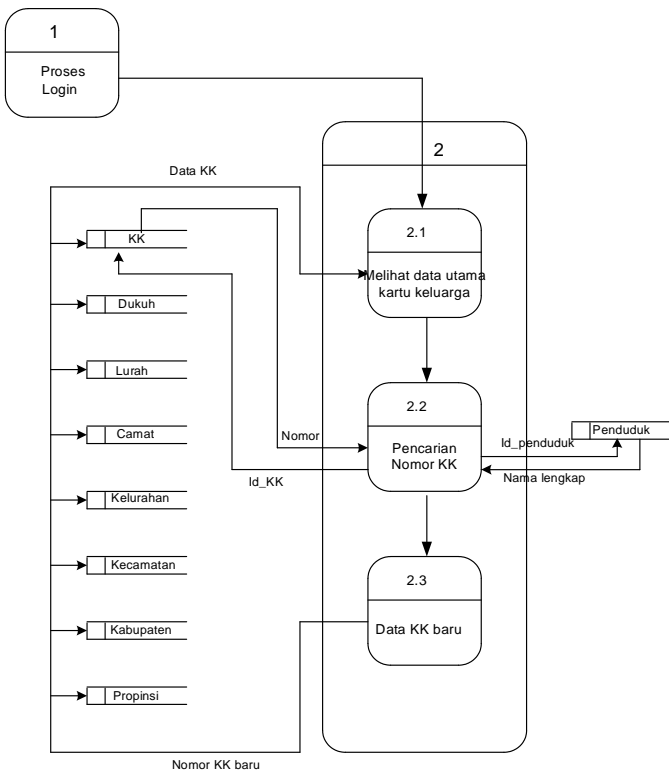 1
Proses
Login
2
Data KK
2.1
Melihat data utama
kartu keluarga
KK
Dukuh
Lurah
Camat
Kelurahan
Kecamatan
Kabupaten
Propinsi
2.2
Pencarian
Nomor KK
Nomor
Id_KK
Id_penduduk
Penduduk
Nama lengkap
2.3
Data KK baru
Nomor KK baru